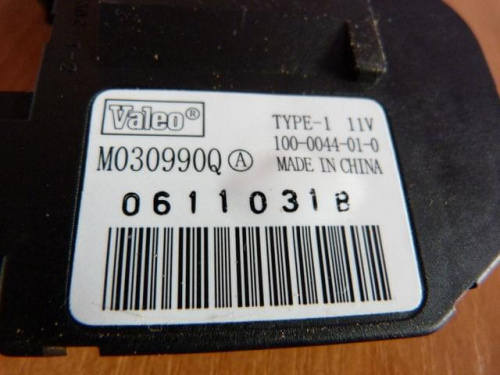 Valeo®
TYPE-1 11V
M030990Q Ⓐ
100-0044-01-0
MADE IN CHINA
0611031B